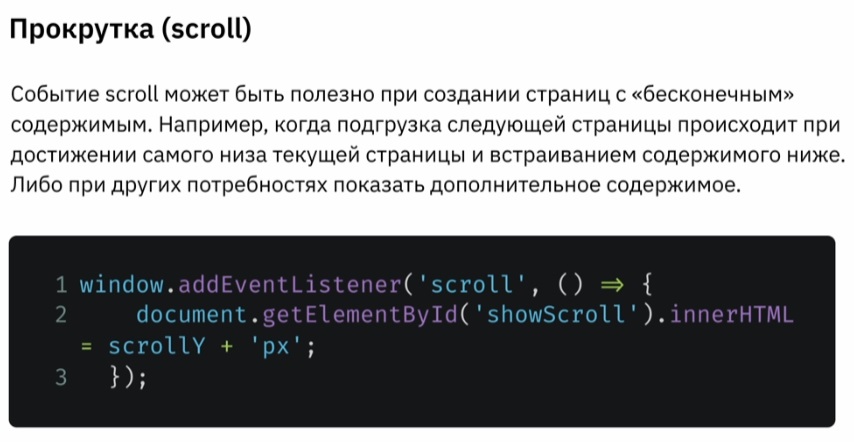 Прокрутка (scroll)
Событие scroll может быть полезно при создании страниц с «бесконечным»
содержимым. Например, когда подгрузка следующей страницы происходит при
достижении самого низа текущей страницы и встраиванием содержимого ниже.
Либо при других потребностях показать дополнительное содержимое.
1 window.addEventListener('scroll', () => {
2     document.getElementById('showScroll').innerHTML
= scrollY + 'px';
3   });